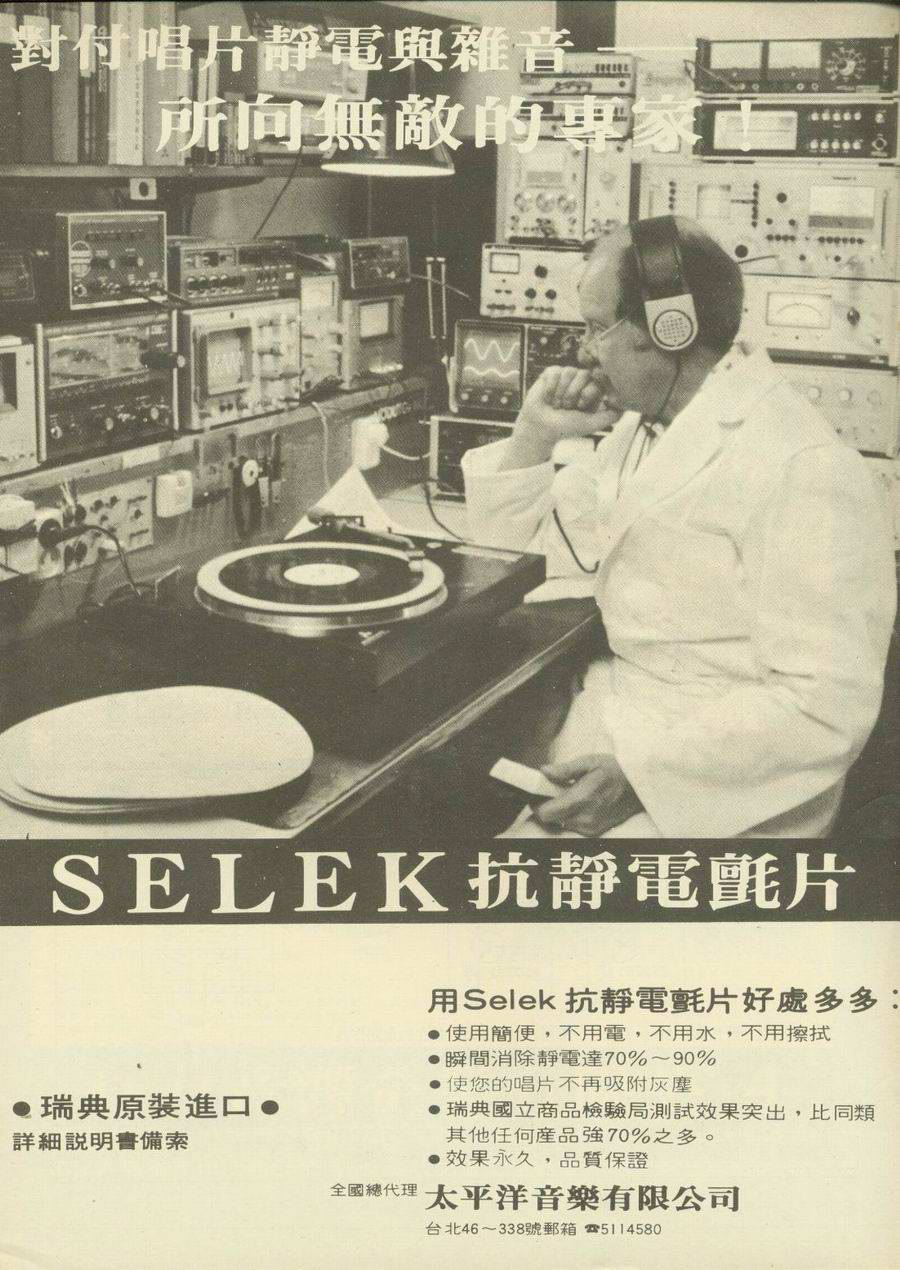 對付唱片靜電與雜音——
所向無敵的專家！
SELEK抗靜電氈片
用Selek抗靜電氈片好處多多：
●使用簡便，不用電，不用水，不用擦拭
●瞬間消除靜電達70%～90%
●使您的唱片不再吸附灰塵
●瑞典國立商品檢驗局測試效果突出，比同類
其他任何產品強70%之多。
●效果永久，品質保證
●瑞典原裝進口●
詳細説明書備索
全國總代理 太平洋音樂有限公司
台北46～338號郵箱 ☎5114580